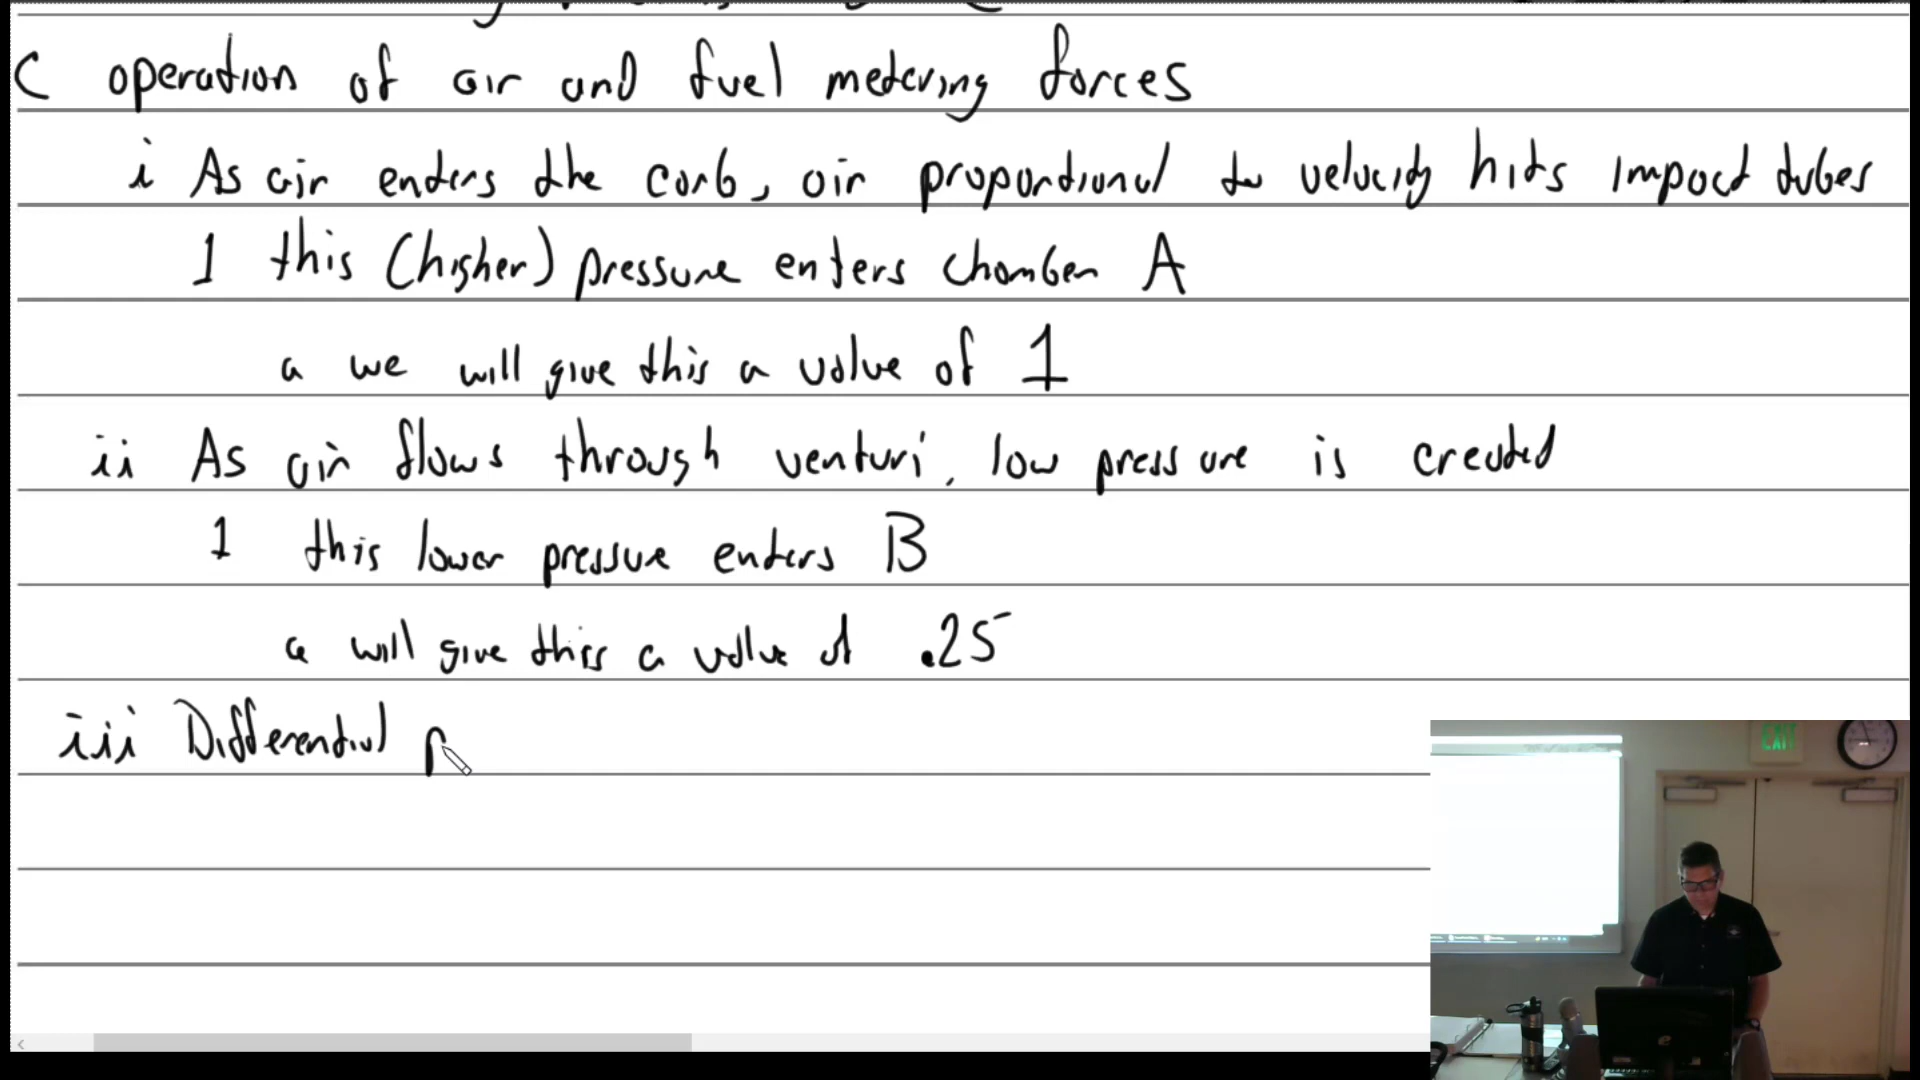 C operation of air and fuel metering forces
i As air enters the carb, air proportional to velocity hits impact tubes
1 this (higher) pressure enters chamber A
a we will give this a value of 1
ii As air flows through venturi, low pressure is created
1 this lower pressure enters B
a will give this a value of .25
iii Differential p
EXIT